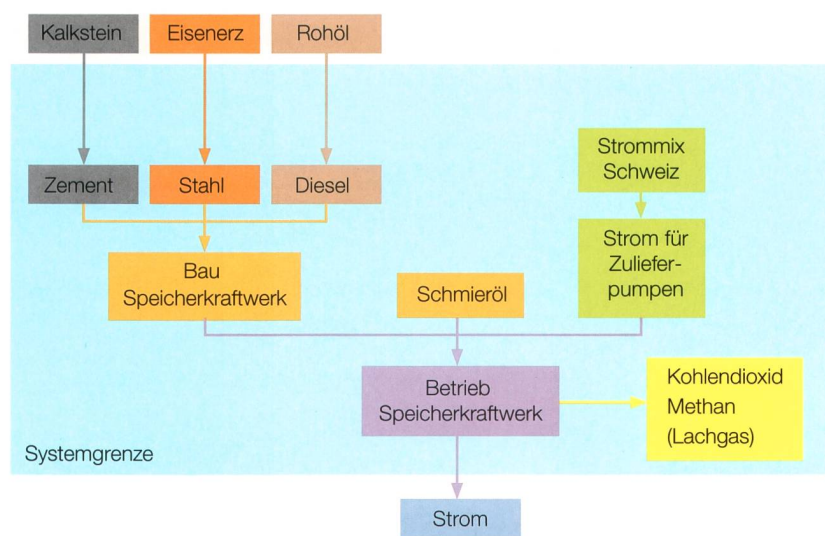 Kalkstein
Eisenerz
Rohöl
Zement
Stahl
Diesel
Strommix
Schweiz
Bau
Speicherkraftwerk
Schmieröl
Strom für
Zuliefer-
pumpen
Betrieb
Speicherkraftwerk
Kohlendioxid
Methan
(Lachgas)
Systemgrenze
Strom